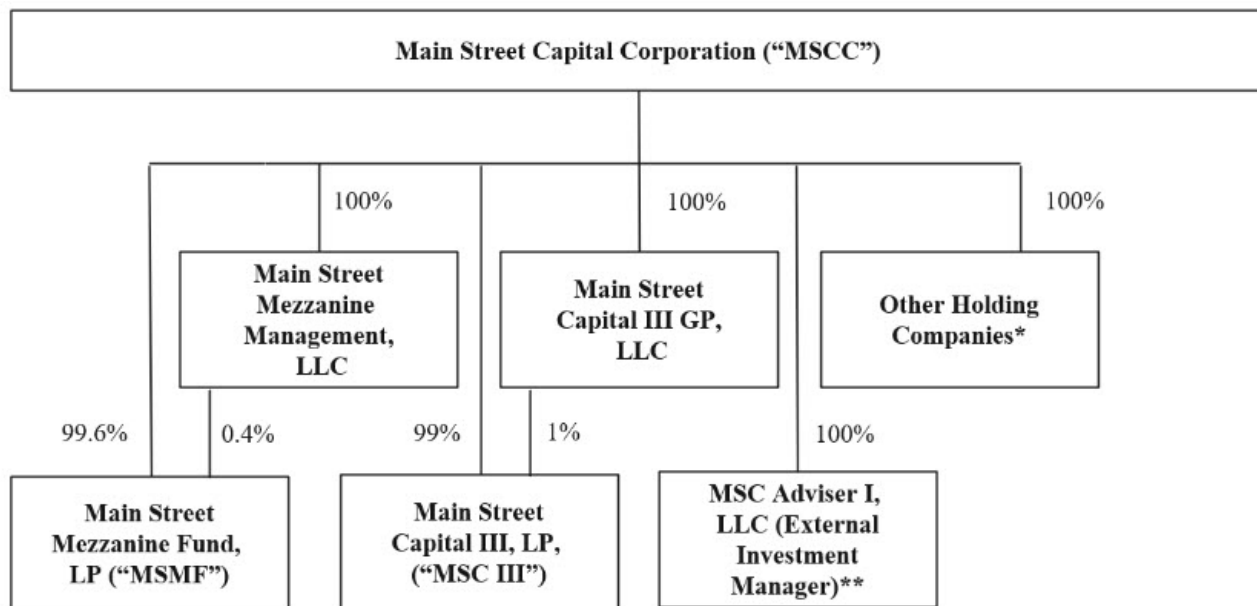 Main Street Capital Corporation (“MSCC”)
100%
100%
100%
Main Street
Mezzanine
Management,
LLC
Main Street
Capital III GP,
LLC
Other Holding
Companies*
99.6%
0.4%
99%
1%
100%
Main Street
Mezzanine Fund,
LP (“MSMF”)
Main Street
Capital III, LP,
(“MSC III”)
MSC Adviser I,
LLC (External
Investment
Manager)**